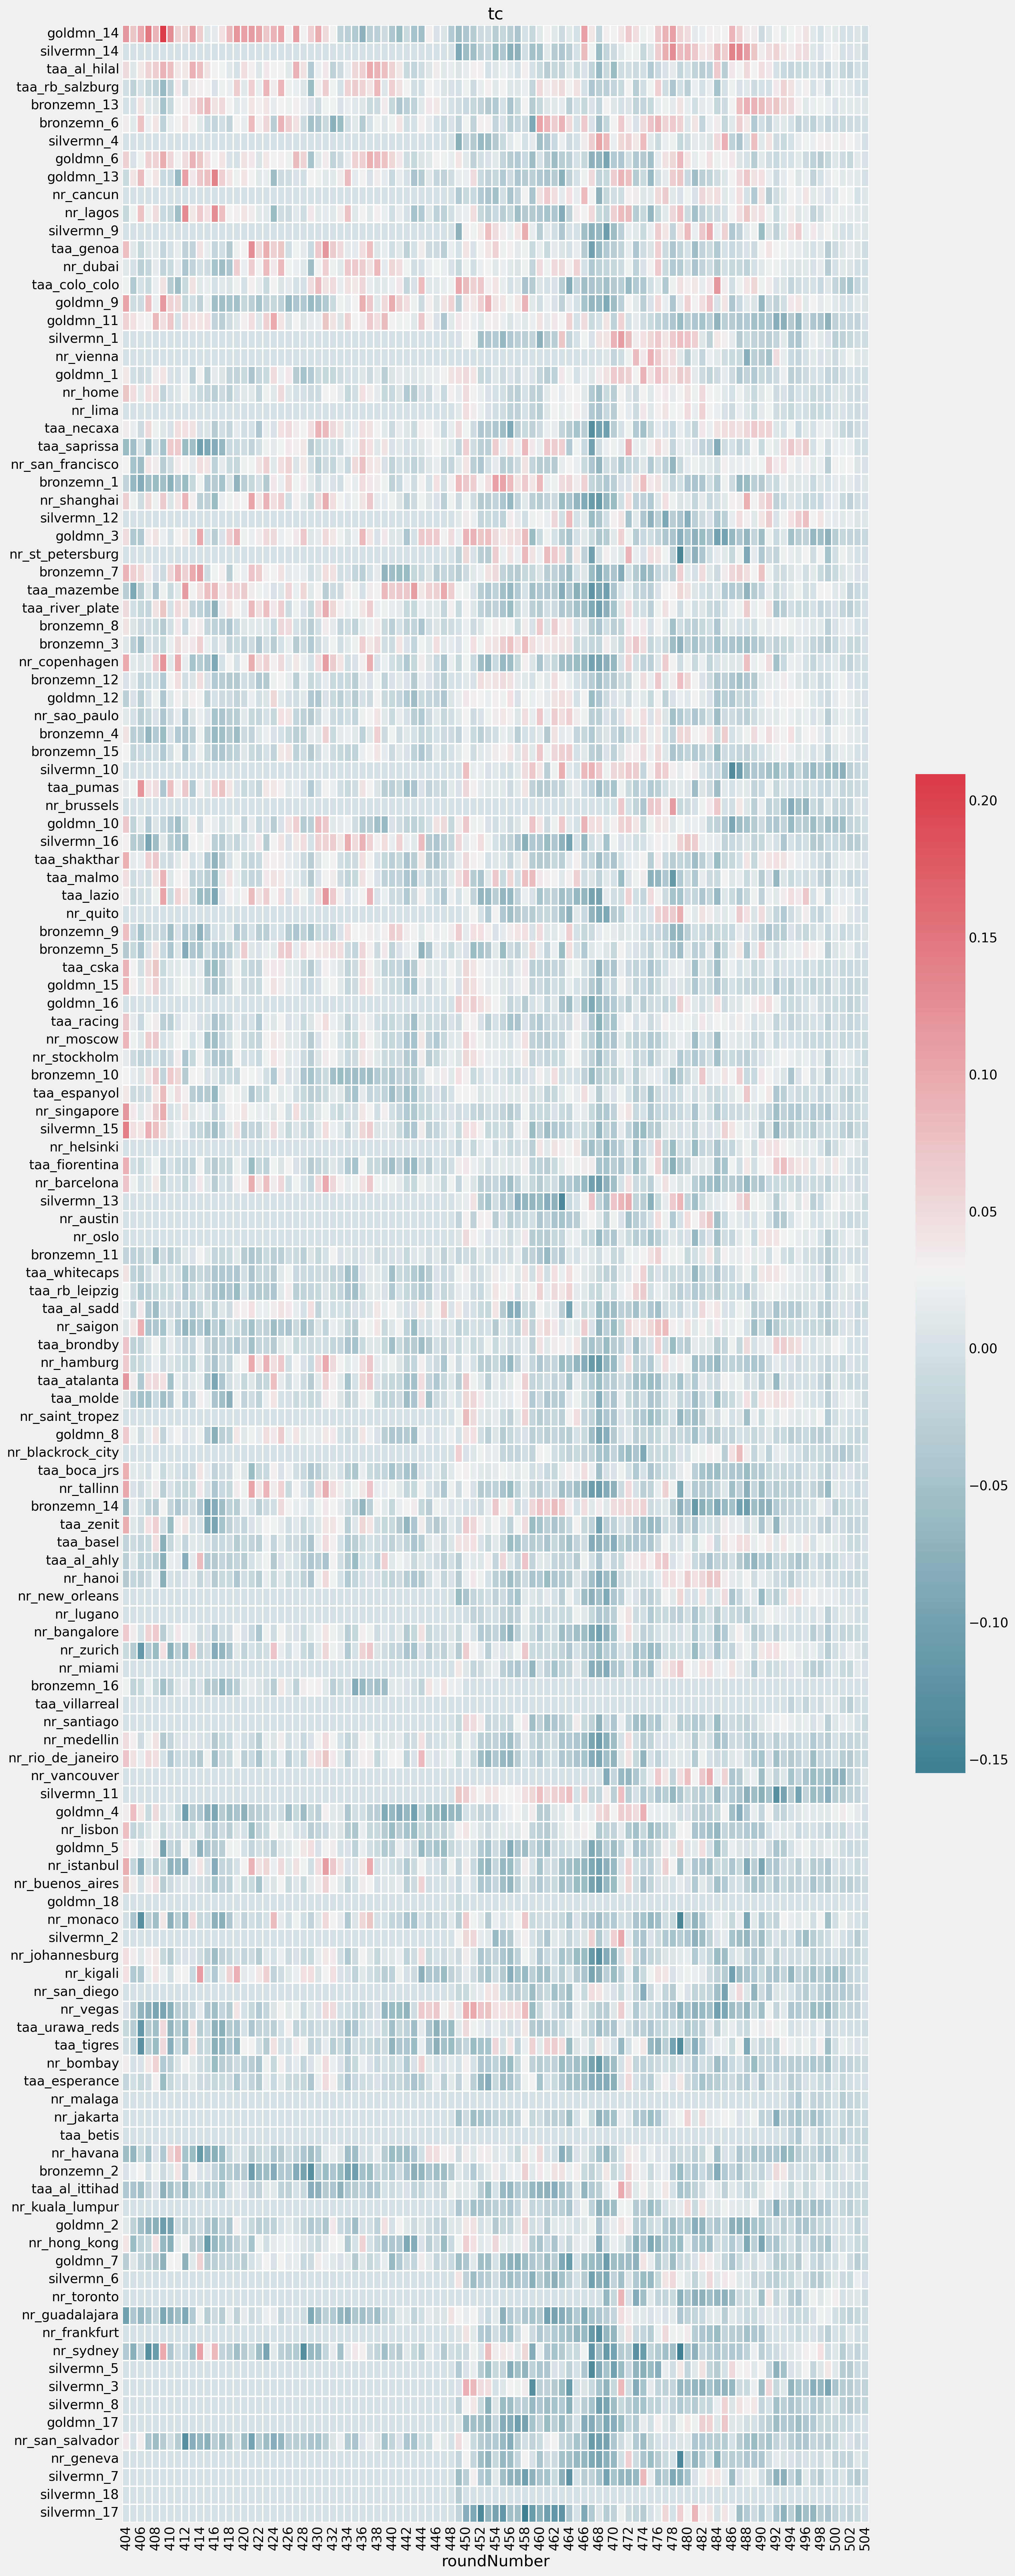 tc
goldmn_14
silvermn_14
taa_al_hilal
taa_rb_salzburg
bronzemn_13
bronzemn_6
silvermn_4
goldmn_6
goldmn_13
nr_cancun
nr_lagos
silvermn_9
taa_genoa
nr_dubai
taa_colo_colo
goldmn_9
goldmn_11
silvermn_1
nr_vienna
goldmn_1
nr_home
nr_lima
taa_necaxa
taa_saprissa
nr_san_francisco
bronzemn_1
nr_shanghai
silvermn_12
goldmn_3
nr_st_petersburg
bronzemn_7
taa_mazembe
taa_river_plate
bronzemn_8
bronzemn_3
nr_copenhagen
bronzemn_12
goldmn_12
nr_sao_paulo
bronzemn_4
bronzemn_15
silvermn_10
taa_pumas
nr_brussels
goldmn_10
silvermn_16
taa_shakthar
taa_malmo
taa_lazio
nr_quito
bronzemn_9
bronzemn_5
taa_cska
goldmn_15
goldmn_16
taa_racing
nr_moscow
nr_stockholm
bronzemn_10
taa_espanyol
nr_singapore
silvermn_15
nr_helsinki
taa_fiorentina
nr_barcelona
silvermn_13
nr_austin
nr_oslo
bronzemn_11
taa_whitecaps
taa_rb_leipzig
taa_al_sadd
nr_saigon
taa_brondby
nr_hamburg
taa_atalanta
taa_molde
nr_saint_tropez
goldmn_8
nr_blackrock_city
taa_boca_jrs
nr_tallinn
bronzemn_14
taa_zenit
taa_basel
taa_al_ahly
nr_hanoi
nr_new_orleans
nr_lugano
nr_bangalore
nr_zurich
nr_miami
bronzemn_16
taa_villarreal
nr_santiago
nr_medellin
nr_rio_de_janeiro
nr_vancouver
silvermn_11
goldmn_4
nr_lisbon
goldmn_5
nr_istanbul
nr_buenos_aires
goldmn_18
nr_monaco
silvermn_2
nr_johannesburg
nr_kigali
nr_san_diego
nr_vegas
taa_urawa_reds
taa_tigres
nr_bombay
taa_esperance
nr_malaga
nr_jakarta
taa_betis
nr_havana
bronzemn_2
taa_al_ittihad
nr_kuala_lumpur
goldmn_2
nr_hong_kong
goldmn_7
silvermn_6
nr_toronto
nr_guadalajara
nr_frankfurt
nr_sydney
silvermn_5
silvermn_3
silvermn_8
goldmn_17
nr_san_salvador
nr_geneva
silvermn_7
silvermn_18
silvermn_17
404 406 408 410 412 414 416 418 420 422 424 426 428 430 432 434 436 438 440 442 444 446 448 450 452 454 456 458 460 462 464 466 468 470 472 474 476 478 480 482 484 486 488 490 492 494 496 498 500 502 504
roundNumber
0.20
0.15
0.10
0.05
0.00
−0.05
−0.10
−0.15